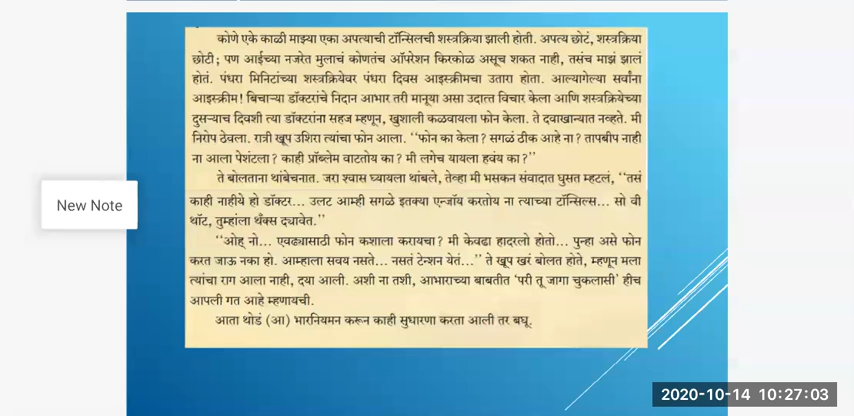 कोणे एके काळी माझ्या एका अपत्याची टॉन्सिलची शस्त्रक्रिया झाली होती. अपत्य छोटं, शस्त्रक्रिया
छोटी; पण आईच्या नजरेत मुलाचं कोणतंच ऑपरेशन फिरकोळ असूच शकत नाही, तसंच माझं झालं
होतं. पंधरा मिनिटांच्या शस्त्रक्रियेवर पंधरा दिवस आइस्क्रीमचा उतारा होता. आल्यागेल्या सर्वांना
आइस्क्रीम! बिचाऱ्या डॉक्टरांचे निदान आभार तरी मानूया असा उदात्त विचार केला आणि शस्त्रक्रियेच्या
दुसऱ्याच दिवशी त्या डॉक्टरांना सहज म्हणून, खुशाली कळवायला फोन केला. ते दवाखान्यात नव्हते. मी
निरोप ठेवला. रात्री खूप उशिरा त्यांचा फोन आला. ‘‘फोन का केला? सगळं ठीक आहे ना? तापबीप नाही
ना आला पेशंटला? काही प्रॉब्लेम वाटतोय का? मी लगेच यायला हवंय का?’’
ते बोलताना थांबेचनात. जरा श्वास घ्यायला थांबले, तेव्हा मी भसकन संवादात घुसत म्हटलं, ‘‘तसं
काही नाहीये हो डॉक्टर... उलट आम्ही सगळे इतक्या एन्जॉय करतोय ना त्याच्या टॉन्सिल्स... सो वी
थॉट, तुम्हांला थँक्स द्यावेत.’’
‘‘ओह् नो... एवढ्यासाठी फोन कशाला करायचा? मी केवढा हादरलो होतो... पुन्हा असे फोन
करत जाऊ नका हो. आम्हाला सवय नसते... नसतं टेन्शन येतं...’’ ते खूप खरं बोलत होते, म्हणून मला
त्यांचा राग आला नाही, दया आली. अशी ना तशी, आभाराच्या बाबतीत ‘परी तू जागा चुकलासी’ हीच
आपली गत आहे म्हणायची.
आता थोडं (आ) भारनियमन करून काही सुधारणा करता आली तर बघू.
New Note
2020-10-14 10:27:03